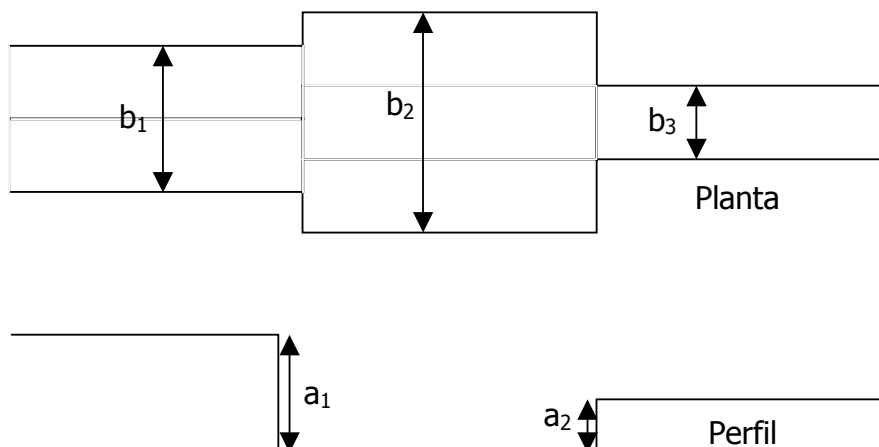 b₁
b₂
b₃
Planta
a₁
a₂
Perfil